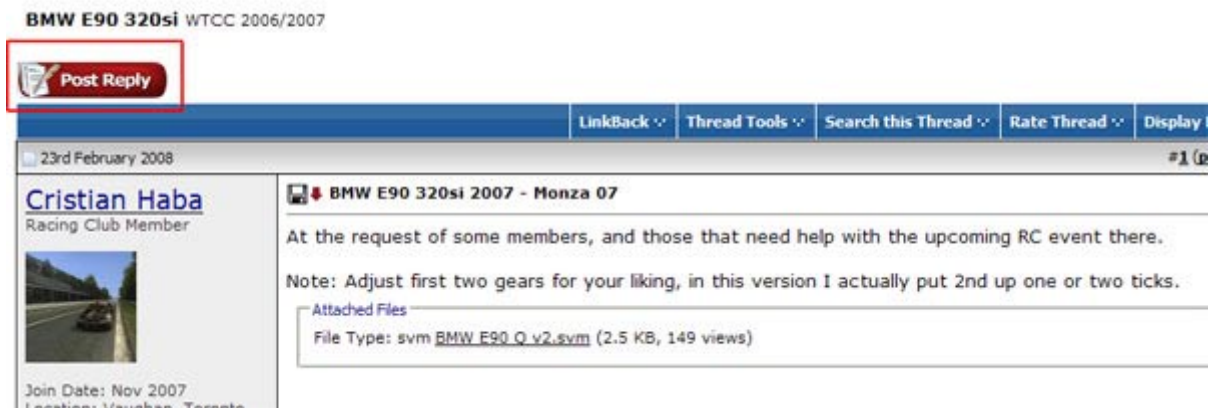 BMW E90 320si WTCC 2006/2007
Post Reply
LinkBack Thread Tools Search this Thread Rate Thread Display
23rd February 2008 #1
Cristian Haba
Racing Club Member
BMW E90 320si 2007 - Monza 07
At the request of some members, and those that need help with the upcoming RC event there.
Note: Adjust first two gears for your liking, in this version I actually put 2nd up one or two ticks.
Attached Files
File Type: svm BMW E90 Q v2.svm (2.5 KB, 149 views)
Join Date: Nov 2007
Location: Vaughan, Toronto